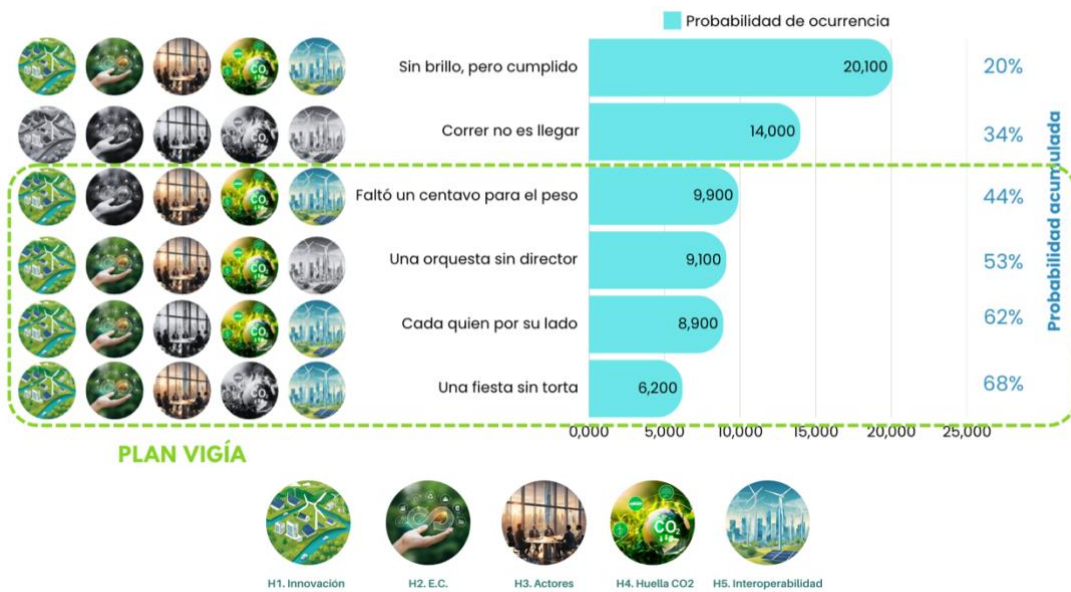 Probabilidad de ocurrencia
Sin brillo, pero cumplido
20,100
20%
Correr no es llegar
14,000
34%
Faltó un centavo para el peso
9,900
44%
Una orquesta sin director
9,100
53%
Cada quien por su lado
8,900
62%
Una fiesta sin torta
6,200
68%
Probabilidad acumulada
0,000 5,000 10,000 15,000 20,000 25,000
PLAN VIGÍA
H1. Innovación
H2. E.C.
H3. Actores
H4. Huella CO2
H5. Interoperabilidad
CO₂